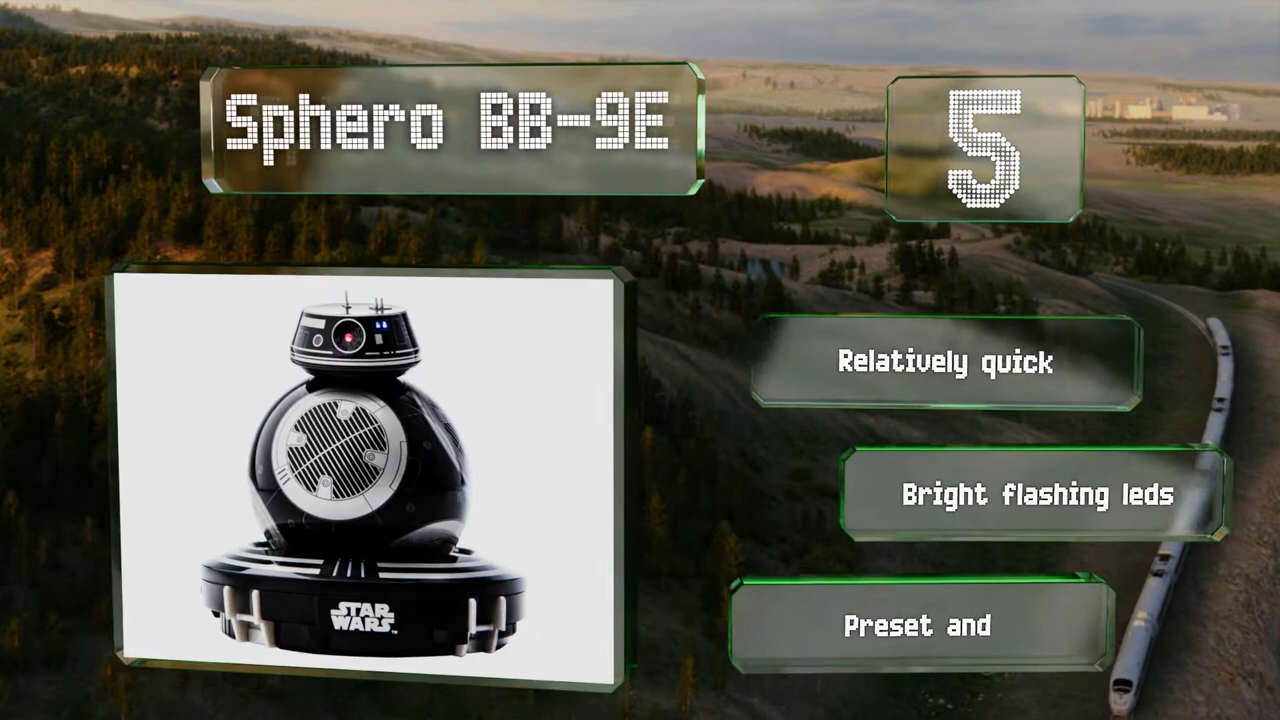 Sphero BB-9E
5
Relatively quick
Bright flashing leds
Preset and
STAR
WARS